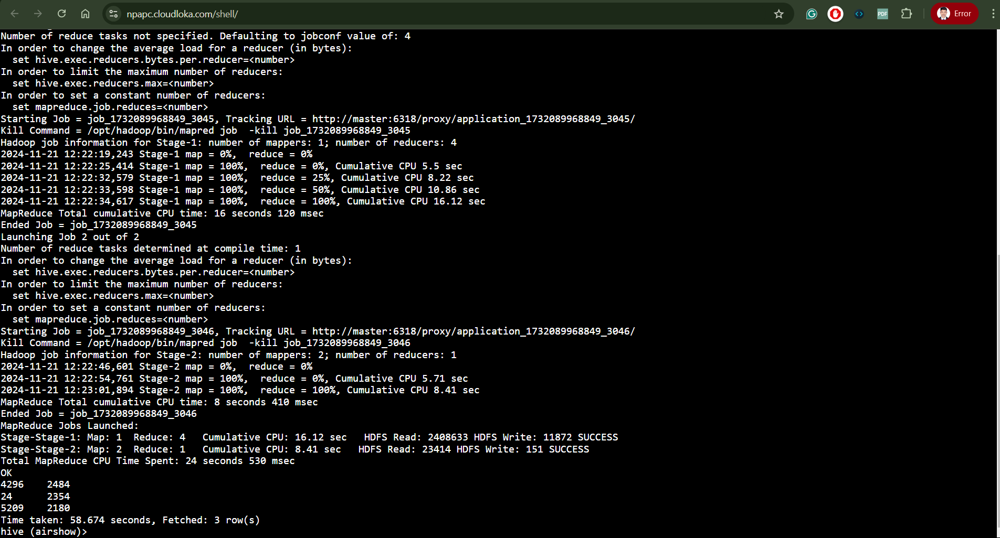 npapc.cloudloka.com/shell/
PDF
Error
Number of reduce tasks not specified. Defaulting to jobconf value of: 4
In order to change the average load for a reducer (in bytes):
  set hive.exec.reducers.bytes.per.reducer=<number>
In order to limit the maximum number of reducers:
  set hive.exec.reducers.max=<number>
In order to set a constant number of reducers:
  set mapreduce.job.reduces=<number>
Starting Job = job_1732089968849_3045, Tracking URL = http://master:6318/proxy/application_1732089968849_3045/
Kill Command = /opt/hadoop/bin/mapred job  -kill job_1732089968849_3045
Hadoop job information for Stage-1: number of mappers: 1; number of reducers: 4
2024-11-21 12:22:19,243 Stage-1 map = 0%,  reduce = 0%
2024-11-21 12:22:25,414 Stage-1 map = 100%,  reduce = 0%, Cumulative CPU 5.5 sec
2024-11-21 12:22:32,579 Stage-1 map = 100%,  reduce = 25%, Cumulative CPU 8.22 sec
2024-11-21 12:22:33,598 Stage-1 map = 100%,  reduce = 50%, Cumulative CPU 10.86 sec
2024-11-21 12:22:34,617 Stage-1 map = 100%,  reduce = 100%, Cumulative CPU 16.12 sec
MapReduce Total cumulative CPU time: 16 seconds 120 msec
Ended Job = job_1732089968849_3045
Launching Job 2 out of 2
Number of reduce tasks determined at compile time: 1
In order to change the average load for a reducer (in bytes):
  set hive.exec.reducers.bytes.per.reducer=<number>
In order to limit the maximum number of reducers:
  set hive.exec.reducers.max=<number>
In order to set a constant number of reducers:
  set mapreduce.job.reduces=<number>
Starting Job = job_1732089968849_3046, Tracking URL = http://master:6318/proxy/application_1732089968849_3046/
Kill Command = /opt/hadoop/bin/mapred job  -kill job_1732089968849_3046
Hadoop job information for Stage-2: number of mappers: 2; number of reducers: 1
2024-11-21 12:22:46,601 Stage-2 map = 0%,  reduce = 0%
2024-11-21 12:22:54,761 Stage-2 map = 100%,  reduce = 0%, Cumulative CPU 5.71 sec
2024-11-21 12:23:01,894 Stage-2 map = 100%,  reduce = 100%, Cumulative CPU 8.41 sec
MapReduce Total cumulative CPU time: 8 seconds 410 msec
Ended Job = job_1732089968849_3046
MapReduce Jobs Launched:
Stage-Stage-1: Map: 1  Reduce: 4   Cumulative CPU: 16.12 sec   HDFS Read: 2408633 HDFS Write: 11872 SUCCESS
Stage-Stage-2: Map: 2  Reduce: 1   Cumulative CPU: 8.41 sec   HDFS Read: 23414 HDFS Write: 151 SUCCESS
Total MapReduce CPU Time Spent: 24 seconds 530 msec
OK
4296    2484
24      2354
5209    2180
Time taken: 58.674 seconds, Fetched: 3 row(s)
hive (airshow)>